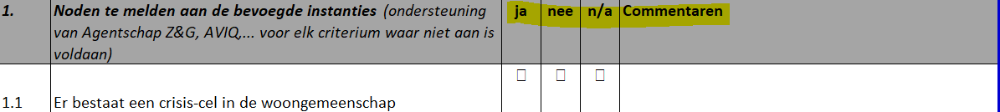 1. Noden te melden aan de bevoegde instanties (ondersteuning ja nee n/a Commentaren
van Agentschap Z&G, AVIQ,... voor elk criterium waar niet aan is
voldaan)
□ □ □
1.1 Er bestaat een crisis-cel in de woongemeenschap